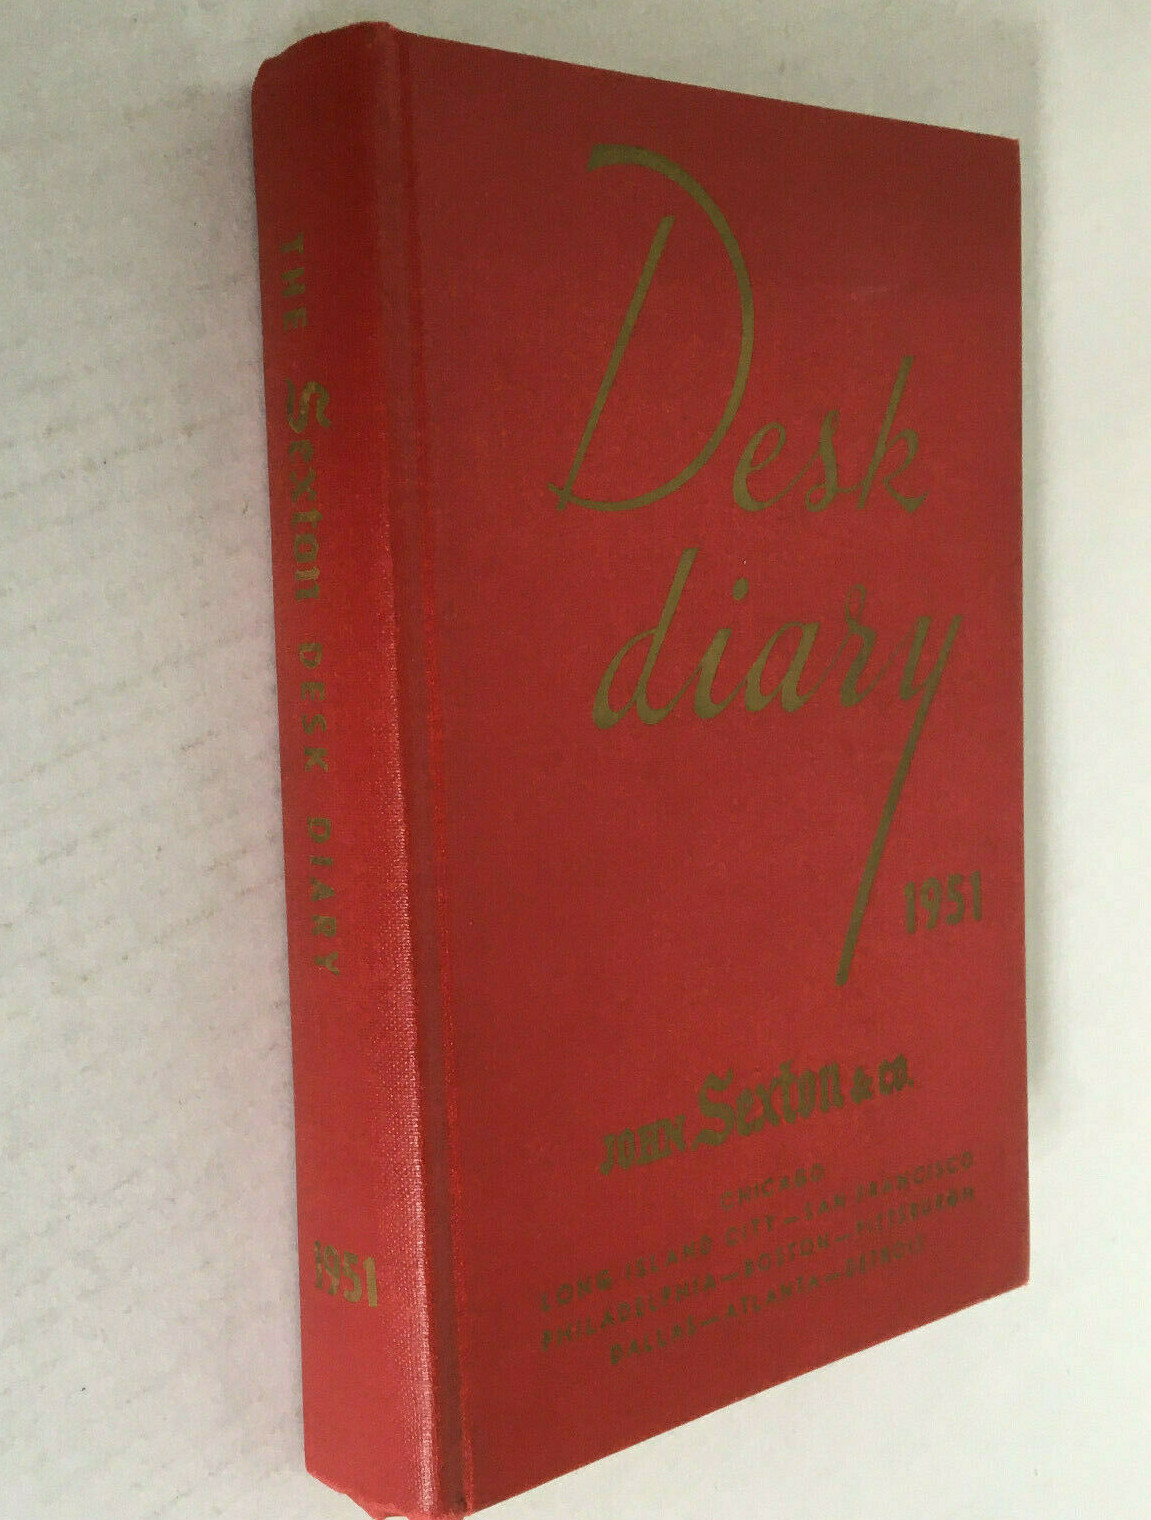 THE Sexton DESK DIARY
1951
Desk
diary
1951
JOHN Sexton & CO.
CHICAGO
LONG ISLAND CITY — SAN FRANCISCO
PHILADELPHIA — BOSTON — PITTSBURGH
DALLAS — ATLANTA — DETROIT